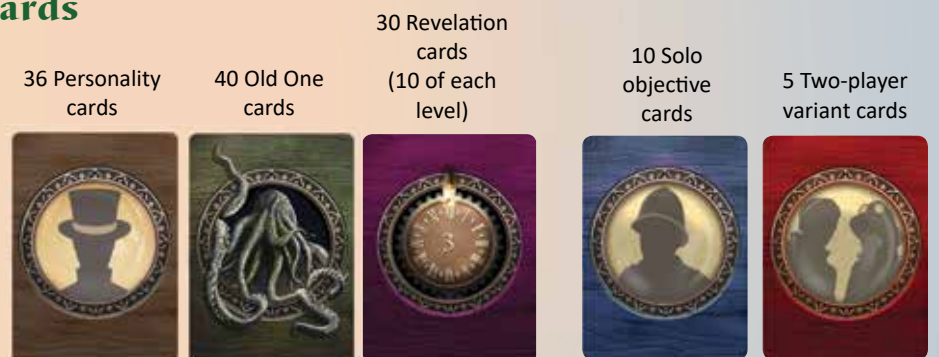 ards
36 Personality
cards
40 Old One
cards
30 Revelation
cards
(10 of each
level)
10 Solo
objective
cards
5 Two-player
variant cards
3